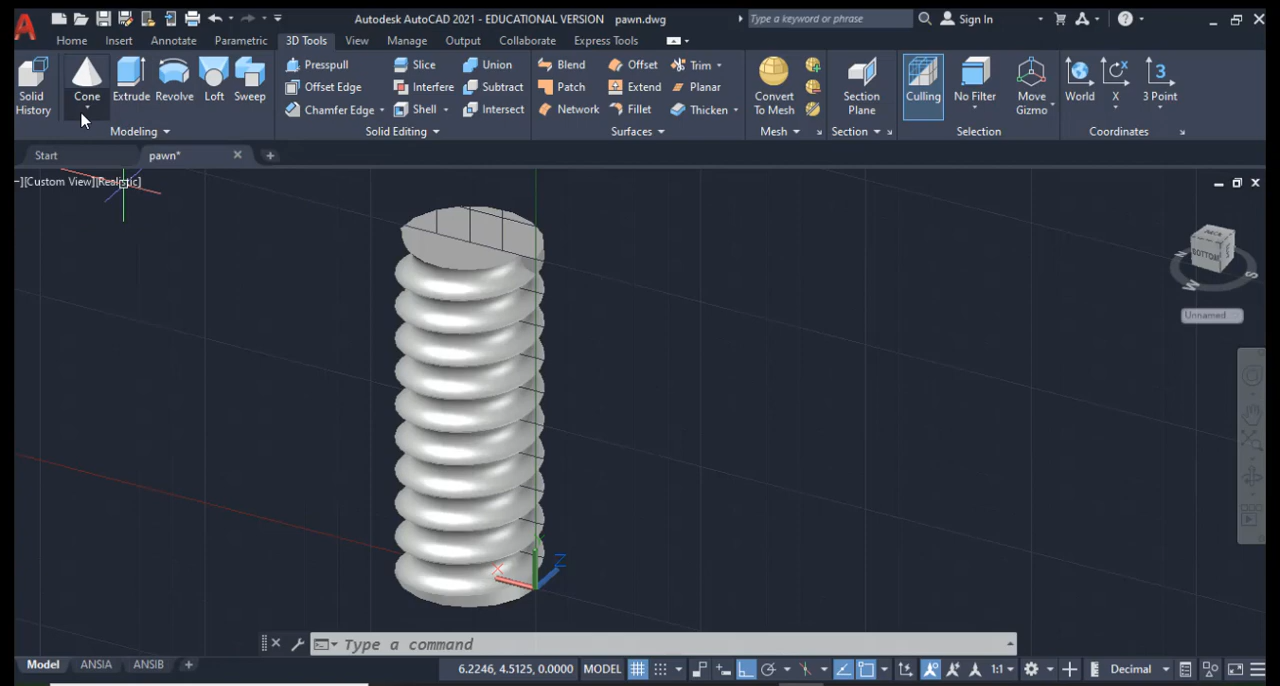 Autodesk AutoCAD 2021 - EDUCATIONAL VERSION pawn.dwg
Type a keyword or phrase
Sign In
Home Insert Annotate Parametric 3D Tools View Manage Output Collaborate Express Tools
Solid History
Cone
Extrude
Revolve
Loft
Sweep
Modeling
Presspull
Offset Edge
Chamfer Edge
Slice
Interfere
Shell
Union
Subtract
Intersect
Solid Editing
Blend
Patch
Network
Offset
Extend
Fillet
Trim
Planar
Thicken
Surfaces
Convert To Mesh
Mesh
Section Plane
Section
Culling
No Filter
Move Gizmo
Selection
World
X
3 Point
3
Coordinates
Start
pawn*
–][Custom View][Realistic]
BACK
BOTTOM
N
W
S
Unnamed
X
Z
Type a command
Model ANSIA ANSIB
6.2246, 4.5125, 0.0000 MODEL
1:1
Decimal